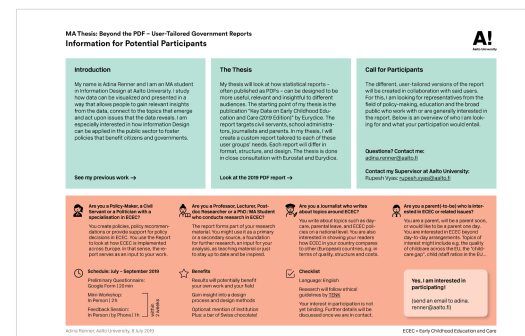 MA Thesis: Beyond the PDF – User-Tailored Government Reports
Information for Potential Participants
A!
Aalto University
Introduction
My name is Adina Renner and I am an MA student
in Information Design at Aalto University. I study
how data can be visualized and presented in a
way that allows people to gain relevant insights
from the data, connect to the topics that emerge
and act upon issues that the data reveals. I am
especially interested in how Information Design
can be applied in the public sector to foster
policies that benefit citizens and governments.
See my previous work →
The Thesis
My thesis will look at how statistical reports –
often published as PDFs – can be designed to be
more useful, relevant and insightful to different
audiences. The starting point of my thesis is the
publication "Key Data on Early Childhood Edu-
cation and Care (2019 Edition)" by Eurydice. The
report targets civil servants, school administra-
tors, journalists and parents. In my thesis, I will
create a custom report tailored to each of these
user groups' needs. Each report will differ in
format, structure, and design. The thesis is done
in close consultation with Eurostat and Eurydice.
Look at the 2019 PDF report →
Call for Participants
The different, user-tailored versions of the report
will be created in collaboration with said users.
For this, I am looking for representatives from the
field of policy-making, education and the broad
public who work with or are generally interested in
the report. Below is an overview of who I am look-
ing for and what your participation would entail.
Questions? Contact me:
adina.renner@aalto.fi
Contact my Supervisor at Aalto University:
Rupesh Vyas: rupesh.vyas@aalto.fi
Are you a Policy-Maker, a Civil
Servant or a Politician with a
specialisation in ECEC?
You create policies, policy recommen-
dations or provide support for policy
decisions in ECEC. You use the Report
to look at how ECEC is implemented
across Europe. In that sense, the re-
port serves as an input to your work.
Are you a Professor, Lecturer, Post-
doc Researcher or a PhD / MA Student
who conducts research in ECEC?
The report forms part of your research
material. You might use it as a primary
or a secondary source, a foundation
for further research, an input for your
analysis, as teaching material or just
to stay up to date and be inspired.
Are you a Journalist who writes
about topics around ECEC?
You write about topics such as day-
care, parental leave, and ECEC poli-
cies on a national level. You are also
interested in showing your readers
how ECEC in your country compares
to other European countries, e.g. in
terms of quality, structure and costs.
Are you a parent(-to-be) who is inter-
ested in ECEC or related issues?
You are a parent, will be a parent soon,
or would like to be a parent one day.
You are interested in ECEC beyond
day-to-day arrangements. Topics of
interest might include e.g. the quality
of childcare across the EU, the "child-
care gap", child /staff ratios in the EU...
Schedule: July – September 2019
Preliminary Questionnaire:
Google Form | 20 min
Mini-Workshop:
In Person | 2 h
Feedback Session:
In Person / by Phone | 1 h
within
2 weeks
Benefits
Results will potentially benefit
your own work and your field
Gain insight into a design
process and design methods
Optional mention of institution
Plus: a bar of Swiss chocolate!
Checklist
Language: English
Research will follow ethical
guidelines by TENK
Your interest in participation is not
yet binding. Further details will be
discussed once we are in contact.
Yes, I am interested in
participating!
(send an email to adina.
renner@aalto.fi)
Adina Renner, Aalto University, 8 July 2019
ECEC = Early Childhood Education and Care